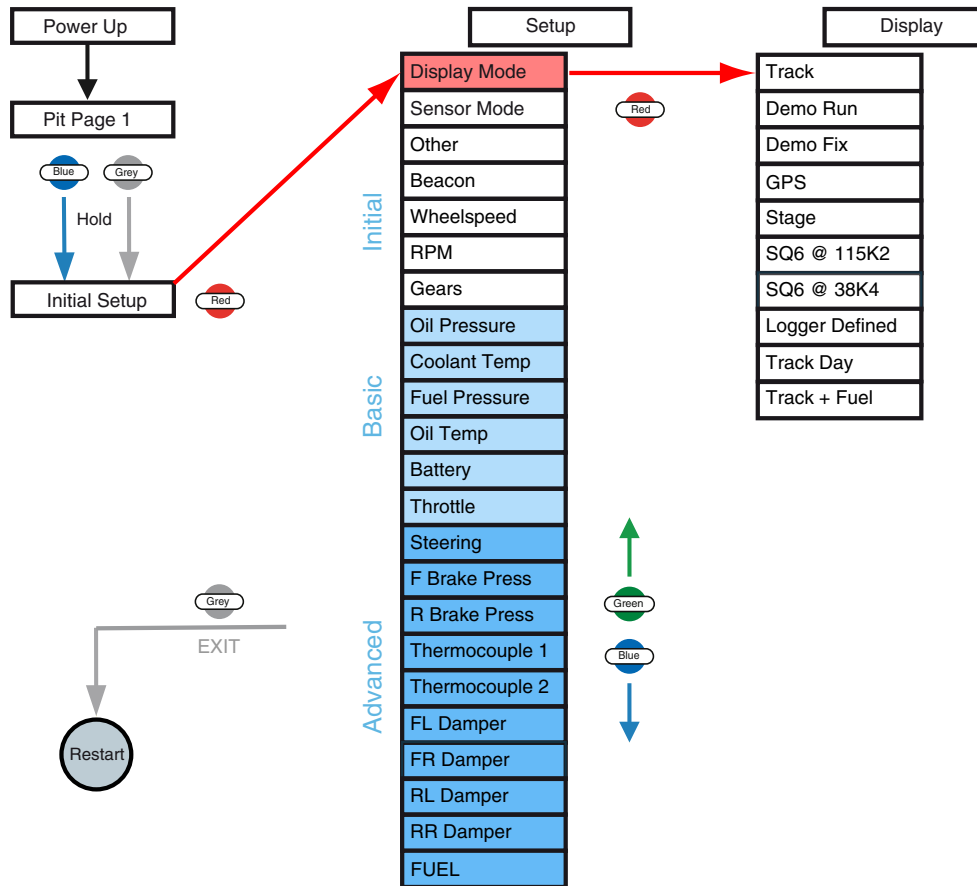 Power Up
Pit Page 1
Blue
Grey
Hold
Initial Setup
Red
Setup
Display Mode
Sensor Mode
Other
Beacon
Wheelspeed
RPM
Gears
Oil Pressure
Coolant Temp
Fuel Pressure
Oil Temp
Battery
Throttle
Steering
F Brake Press
R Brake Press
Thermocouple 1
Thermocouple 2
FL Damper
FR Damper
RL Damper
RR Damper
FUEL
Initial
Basic
Advanced
Red
Display
Track
Demo Run
Demo Fix
GPS
Stage
SQ6 @ 115K2
SQ6 @ 38K4
Logger Defined
Track Day
Track + Fuel
Green
Blue
Grey
EXIT
Restart